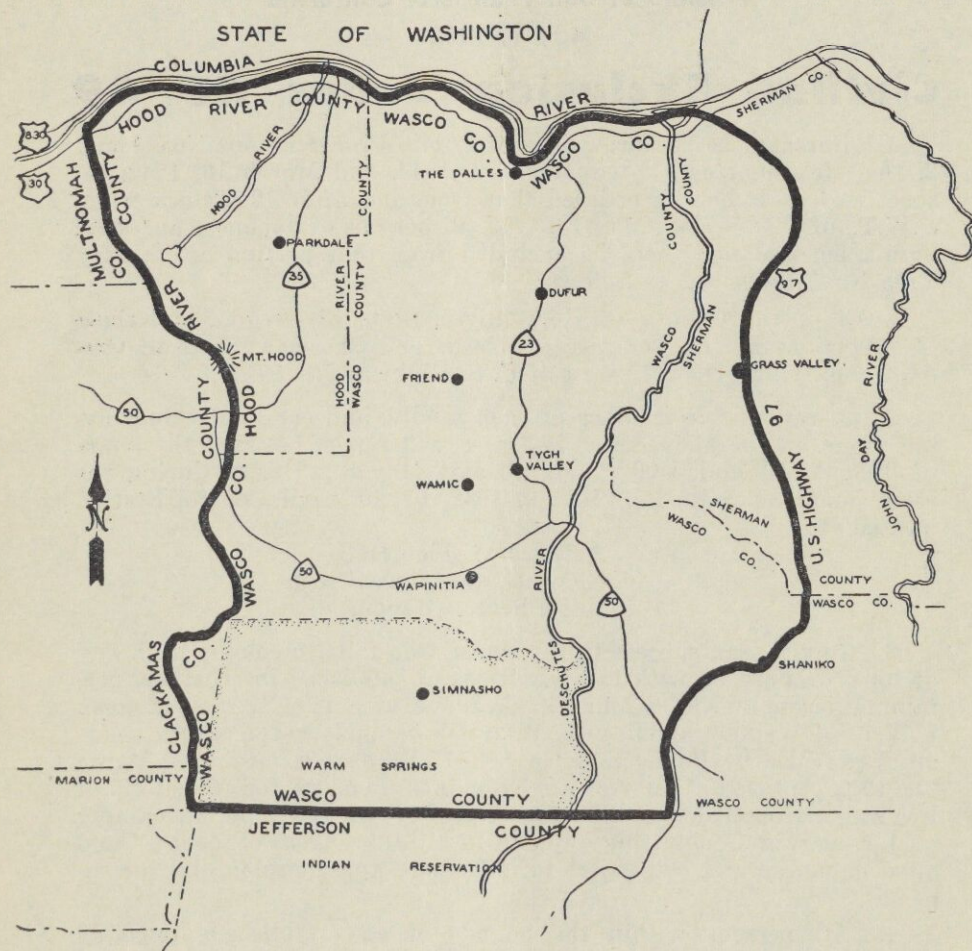 STATE OF WASHINGTON
COLUMBIA RIVER
SHERMAN CO.
HOOD RIVER COUNTY
WASCO CO.
WASCO CO.
U830
30
MULTNOMAH CO.
HOOD RIVER COUNTY
HOOD RIVER
COUNTY
COUNTY
COUNTY
THE DALLES
PARKDALE
35
HOOD RIVER COUNTY
WASCO
DUFUR
97
WASCO
SHERMAN
MT. HOOD
23
GRASS VALLEY
FRIEND
50
JOHN DAY RIVER
TYGH
VALLEY
WAMIC
N
SHERMAN
WASCO CO.
U.S. HIGHWAY 97
CO.
WASCO
50
WAPINITIA
DESCHUTES RIVER
50
COUNTY
WASCO CO.
SHANIKO
CLACKAMAS CO.
WASCO
SIMNASHO
MARION COUNTY
WARM SPRINGS
WASCO COUNTY
WASCO COUNTY
JEFFERSON COUNTY
INDIAN RESERVATION